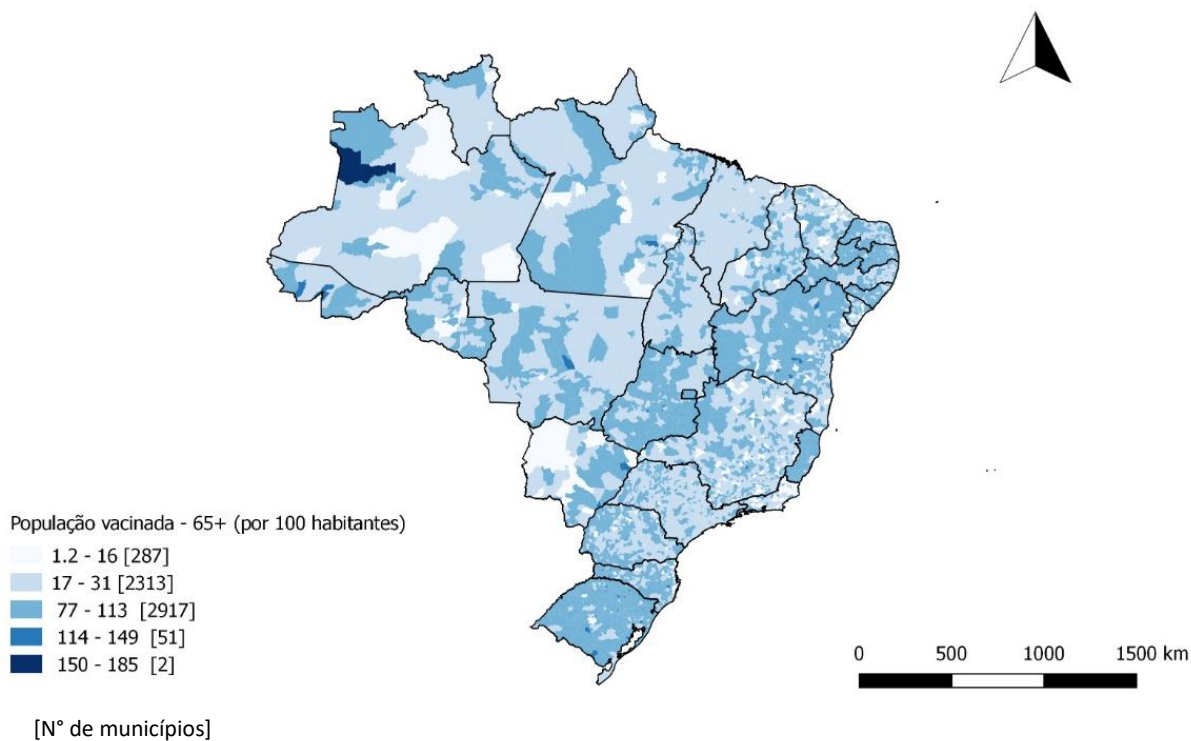 População vacinada - 65+ (por 100 habitantes)
1.2 - 16 [287]
17 - 31 [2313]
77 - 113 [2917]
114 - 149 [51]
150 - 185 [2]
[N° de municípios]
0 500 1000 1500 km